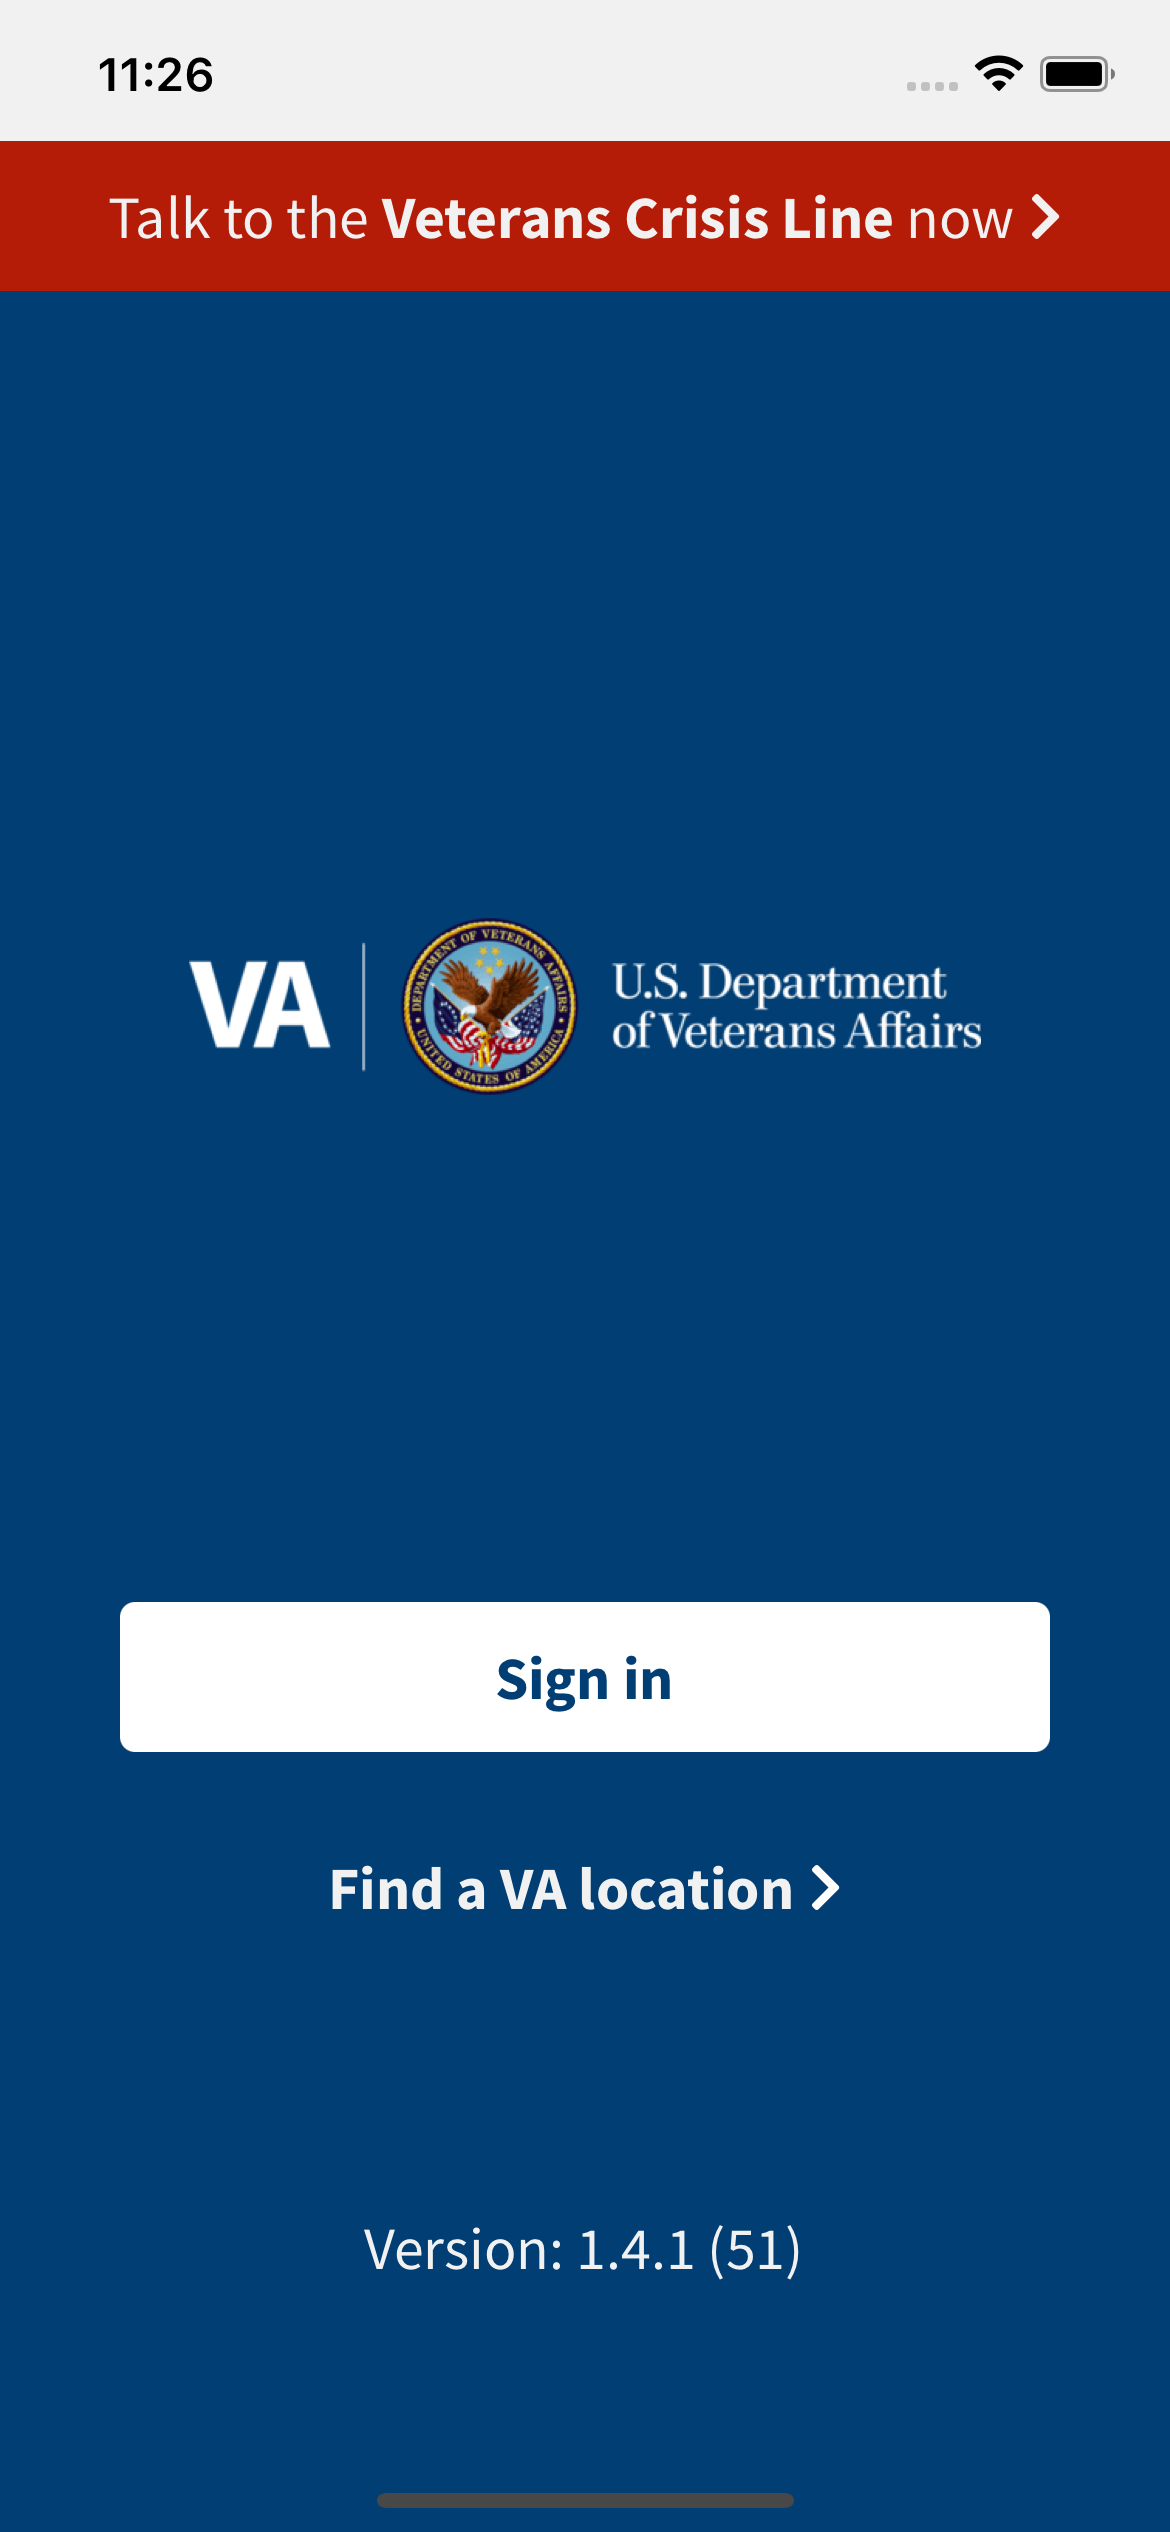 11:26
Talk to the Veterans Crisis Line now
VA
DEPARTMENT OF VETERANS AFFAIRS
UNITED STATES OF AMERICA
U.S. Department
of Veterans Affairs
Sign in
Find a VA location
Version: 1.4.1 (51)